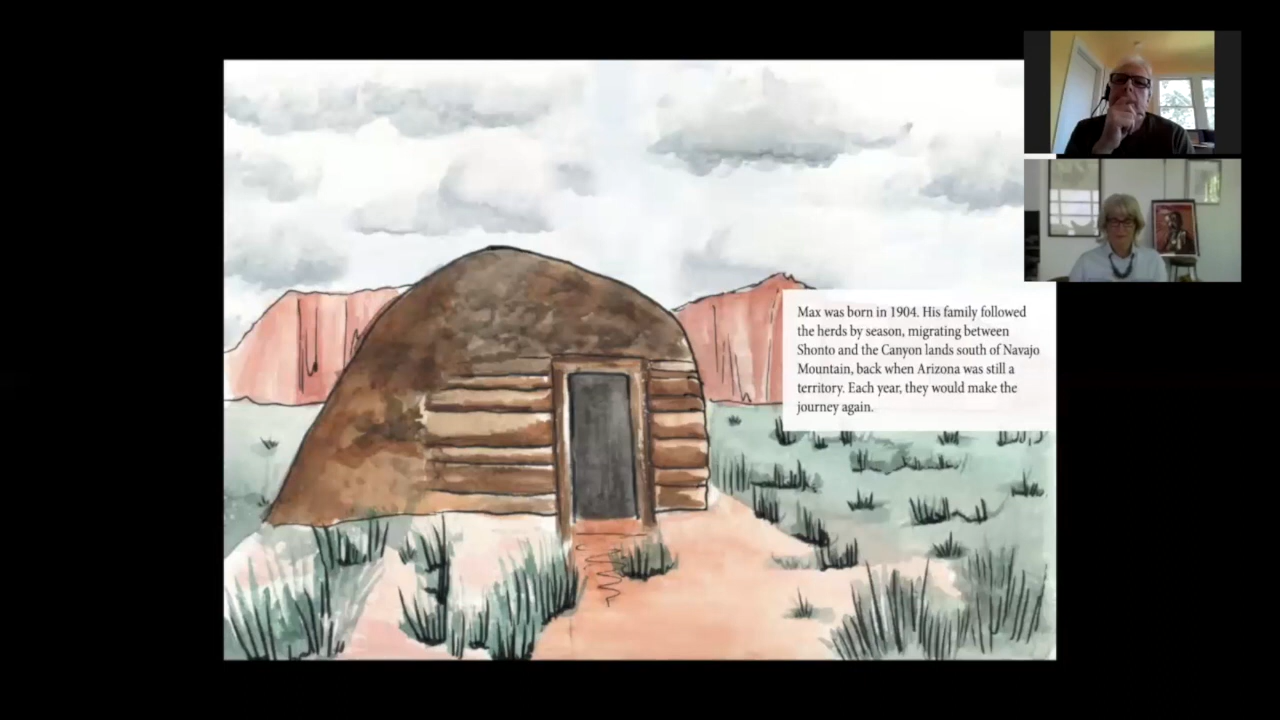 Max was born in 1904. His family followed
the herds by season, migrating between
Shonto and the Canyon lands south of Navajo
Mountain, back when Arizona was still a
territory. Each year, they would make the
journey again.